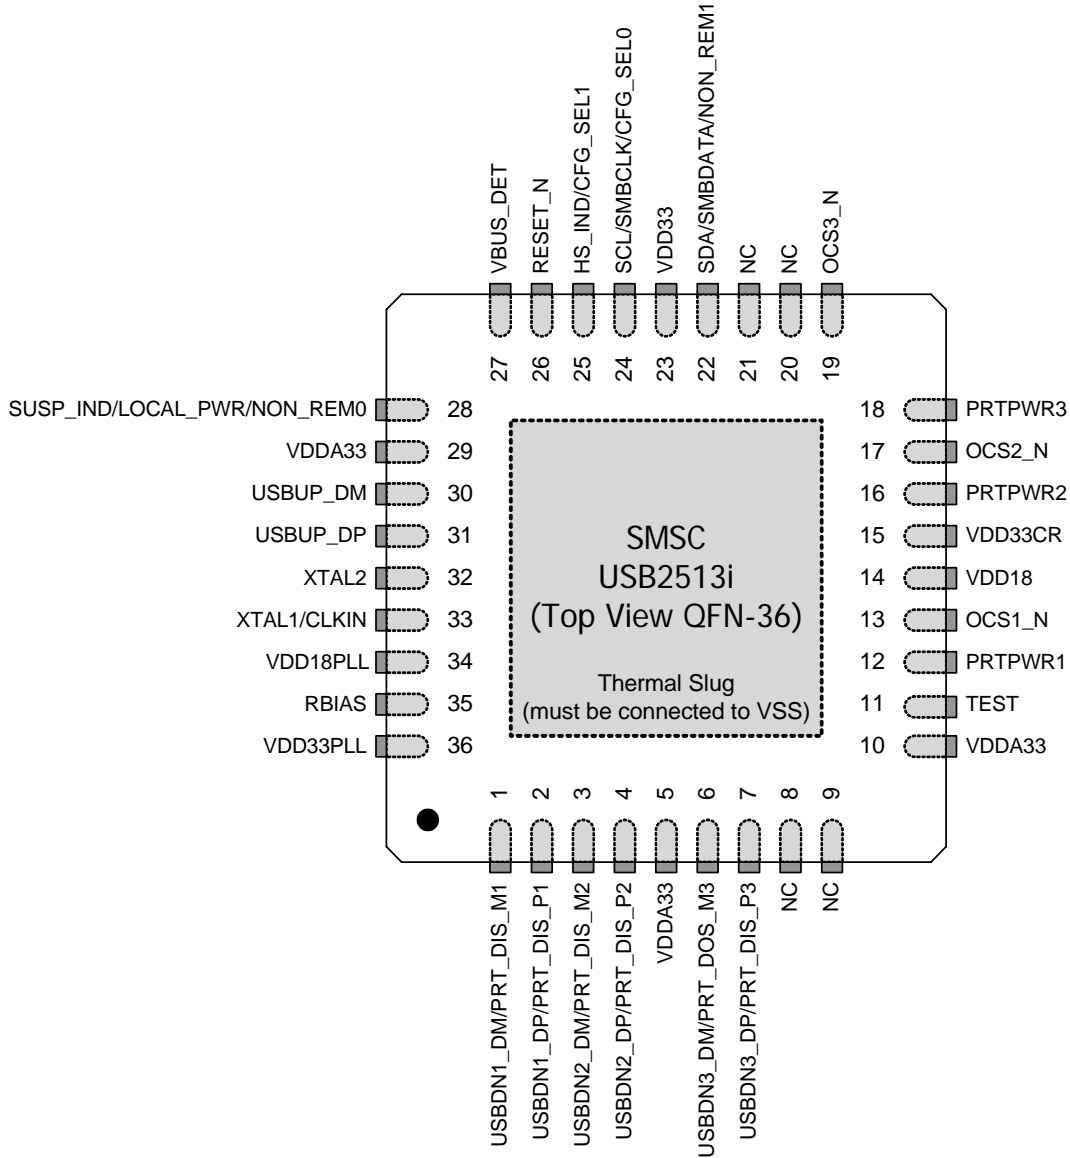 VBUS_DET
RESET_N
HS_IND/CFG_SEL1
SCL/SMBCLK/CFG_SEL0
VDD33
SDA/SMBDATA/NON_REM1
NC
NC
OCS3_N
27
26
25
24
23
22
21
20
19
SUSP_IND/LOCAL_PWR/NON_REM0 28
VDDA33 29
USBUP_DM 30
USBUP_DP 31
XTAL2 32
XTAL1/CLKIN 33
VDD18PLL 34
RBIAS 35
VDD33PLL 36
SMSC
USB2513i
(Top View QFN-36)
Thermal Slug
(must be connected to VSS)
18 PRTPWR3
17 OCS2_N
16 PRTPWR2
15 VDD33CR
14 VDD18
13 OCS1_N
12 PRTPWR1
11 TEST
10 VDDA33
1
2
3
4
5
6
7
8
9
USBDN1_DM/PRT_DIS_M1
USBDN1_DP/PRT_DIS_P1
USBDN2_DM/PRT_DIS_M2
USBDN2_DP/PRT_DIS_P2
VDDA33
USBDN3_DM/PRT_DOS_M3
USBDN3_DP/PRT_DIS_P3
NC
NC